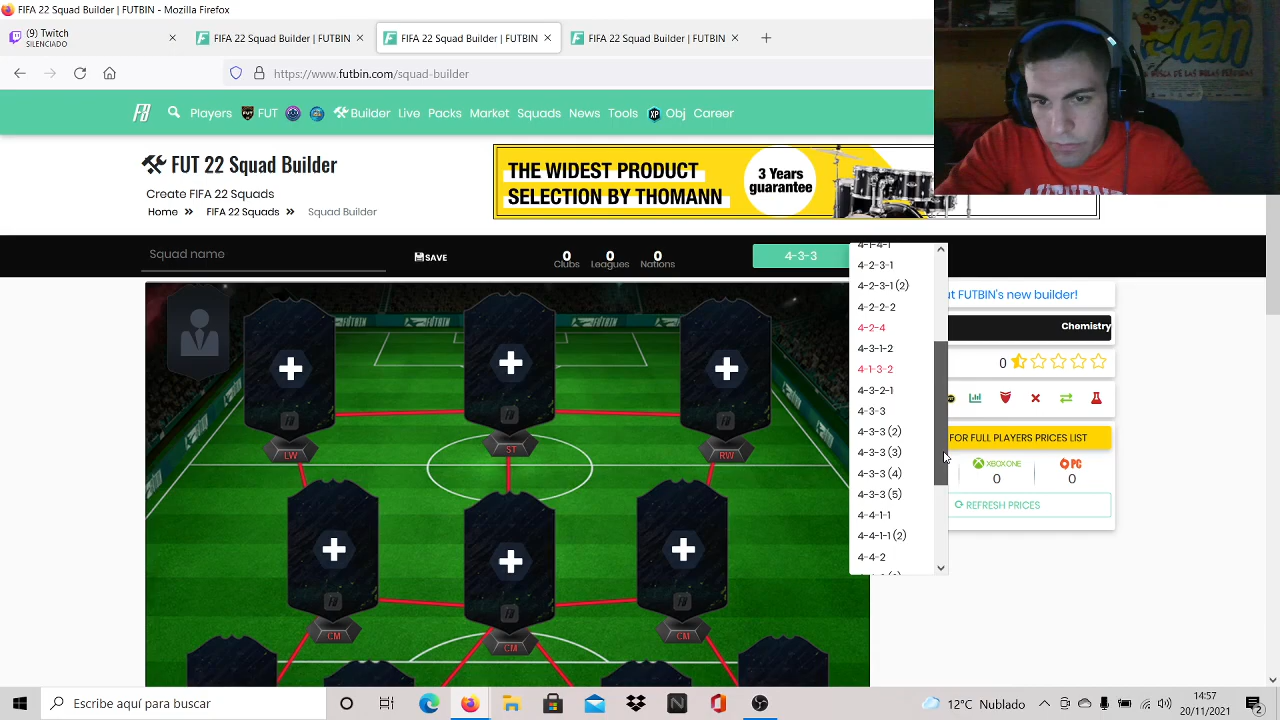 FIFA 22 Squad Builder | FUTBIN - Mozilla Firefox
Twitch
SILENCIADO
FIFA 22 Squad Builder | FUTBIN
FIFA 22 Squad Builder | FUTBIN
FIFA 22 Squad Builder | FUTBIN
https://www.futbin.com/squad-builder
Players FUT Builder Live Packs Market Squads News Tools XP Obj Career
FUT 22 Squad Builder
Create FIFA 22 Squads
Home » FIFA 22 Squads » Squad Builder
THE WIDEST PRODUCT
SELECTION BY THOMANN
3 Years
guarantee
Squad name
SAVE
0 0 0
Clubs Leagues Nations
4-3-3
4-1-4-1
4-2-3-1
4-2-3-1 (2)
4-2-2-2
4-2-4
4-3-1-2
4-1-3-2
4-3-2-1
4-3-3
4-3-3 (2)
4-3-3 (3)
4-3-3 (4)
4-3-3 (5)
4-4-1-1
4-4-1-1 (2)
4-4-2
FUTBIN's new builder!
Chemistry
0
FOR FULL PLAYERS PRICES LIST
XBOX ONE PC
0 0
REFRESH PRICES
LW ST RW
CM CM CM
Escribe aquí para buscar
12°C Nublado
14:57
20/11/2021
2